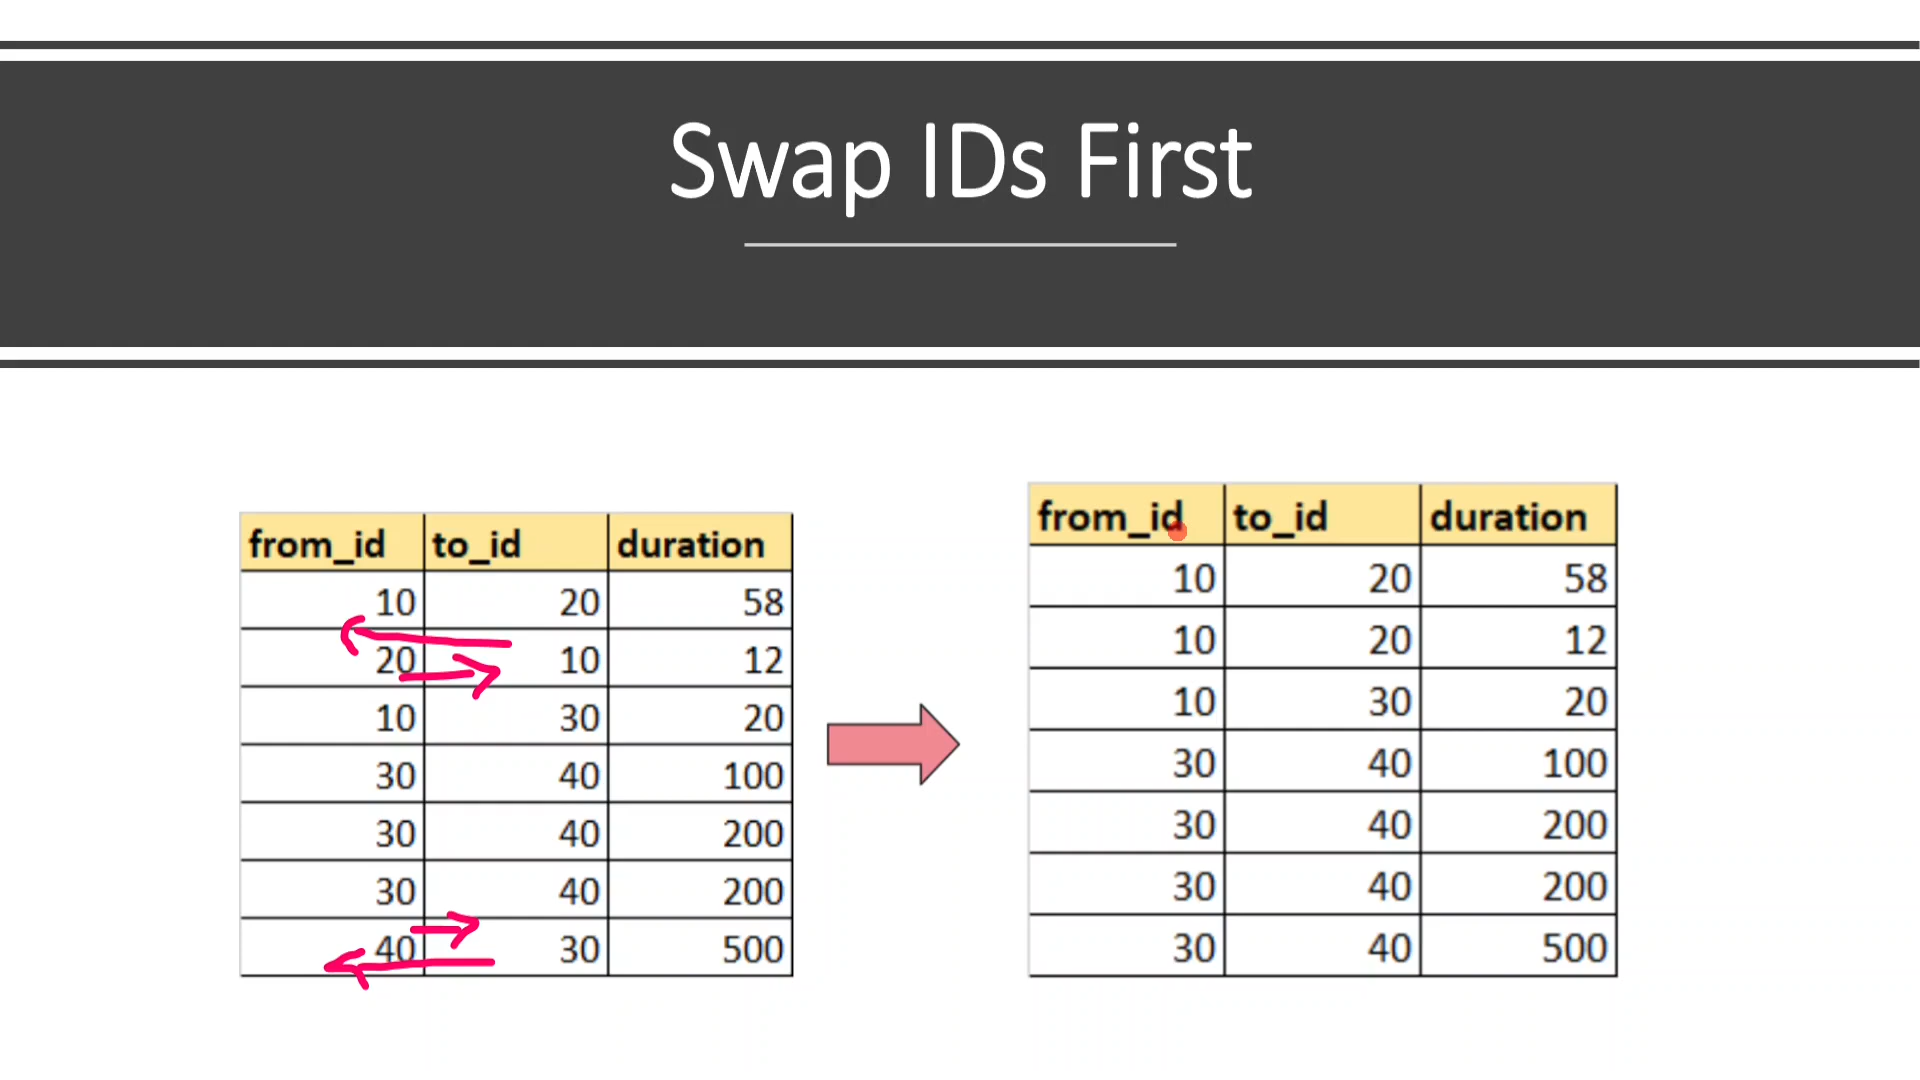 Swap IDs First
from_id to_id duration
10 20 58
20 10 12
10 30 20
30 40 100
30 40 200
30 40 200
40 30 500
from_id to_id duration
10 20 58
10 20 12
10 30 20
30 40 100
30 40 200
30 40 200
30 40 500